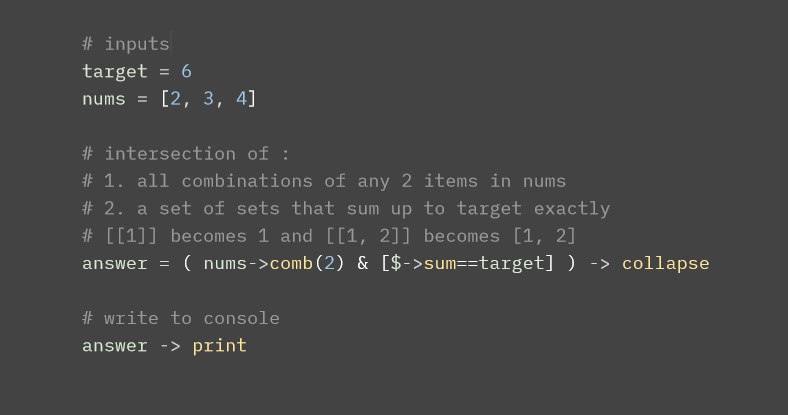 # inputs
target = 6
nums = [2, 3, 4]
# intersection of :
# 1. all combinations of any 2 items in nums
# 2. a set of sets that sum up to target exactly
# [[1]] becomes 1 and [[1, 2]] becomes [1, 2]
answer = ( nums->comb(2) & [$->sum==target] ) -> collapse
# write to console
answer -> print